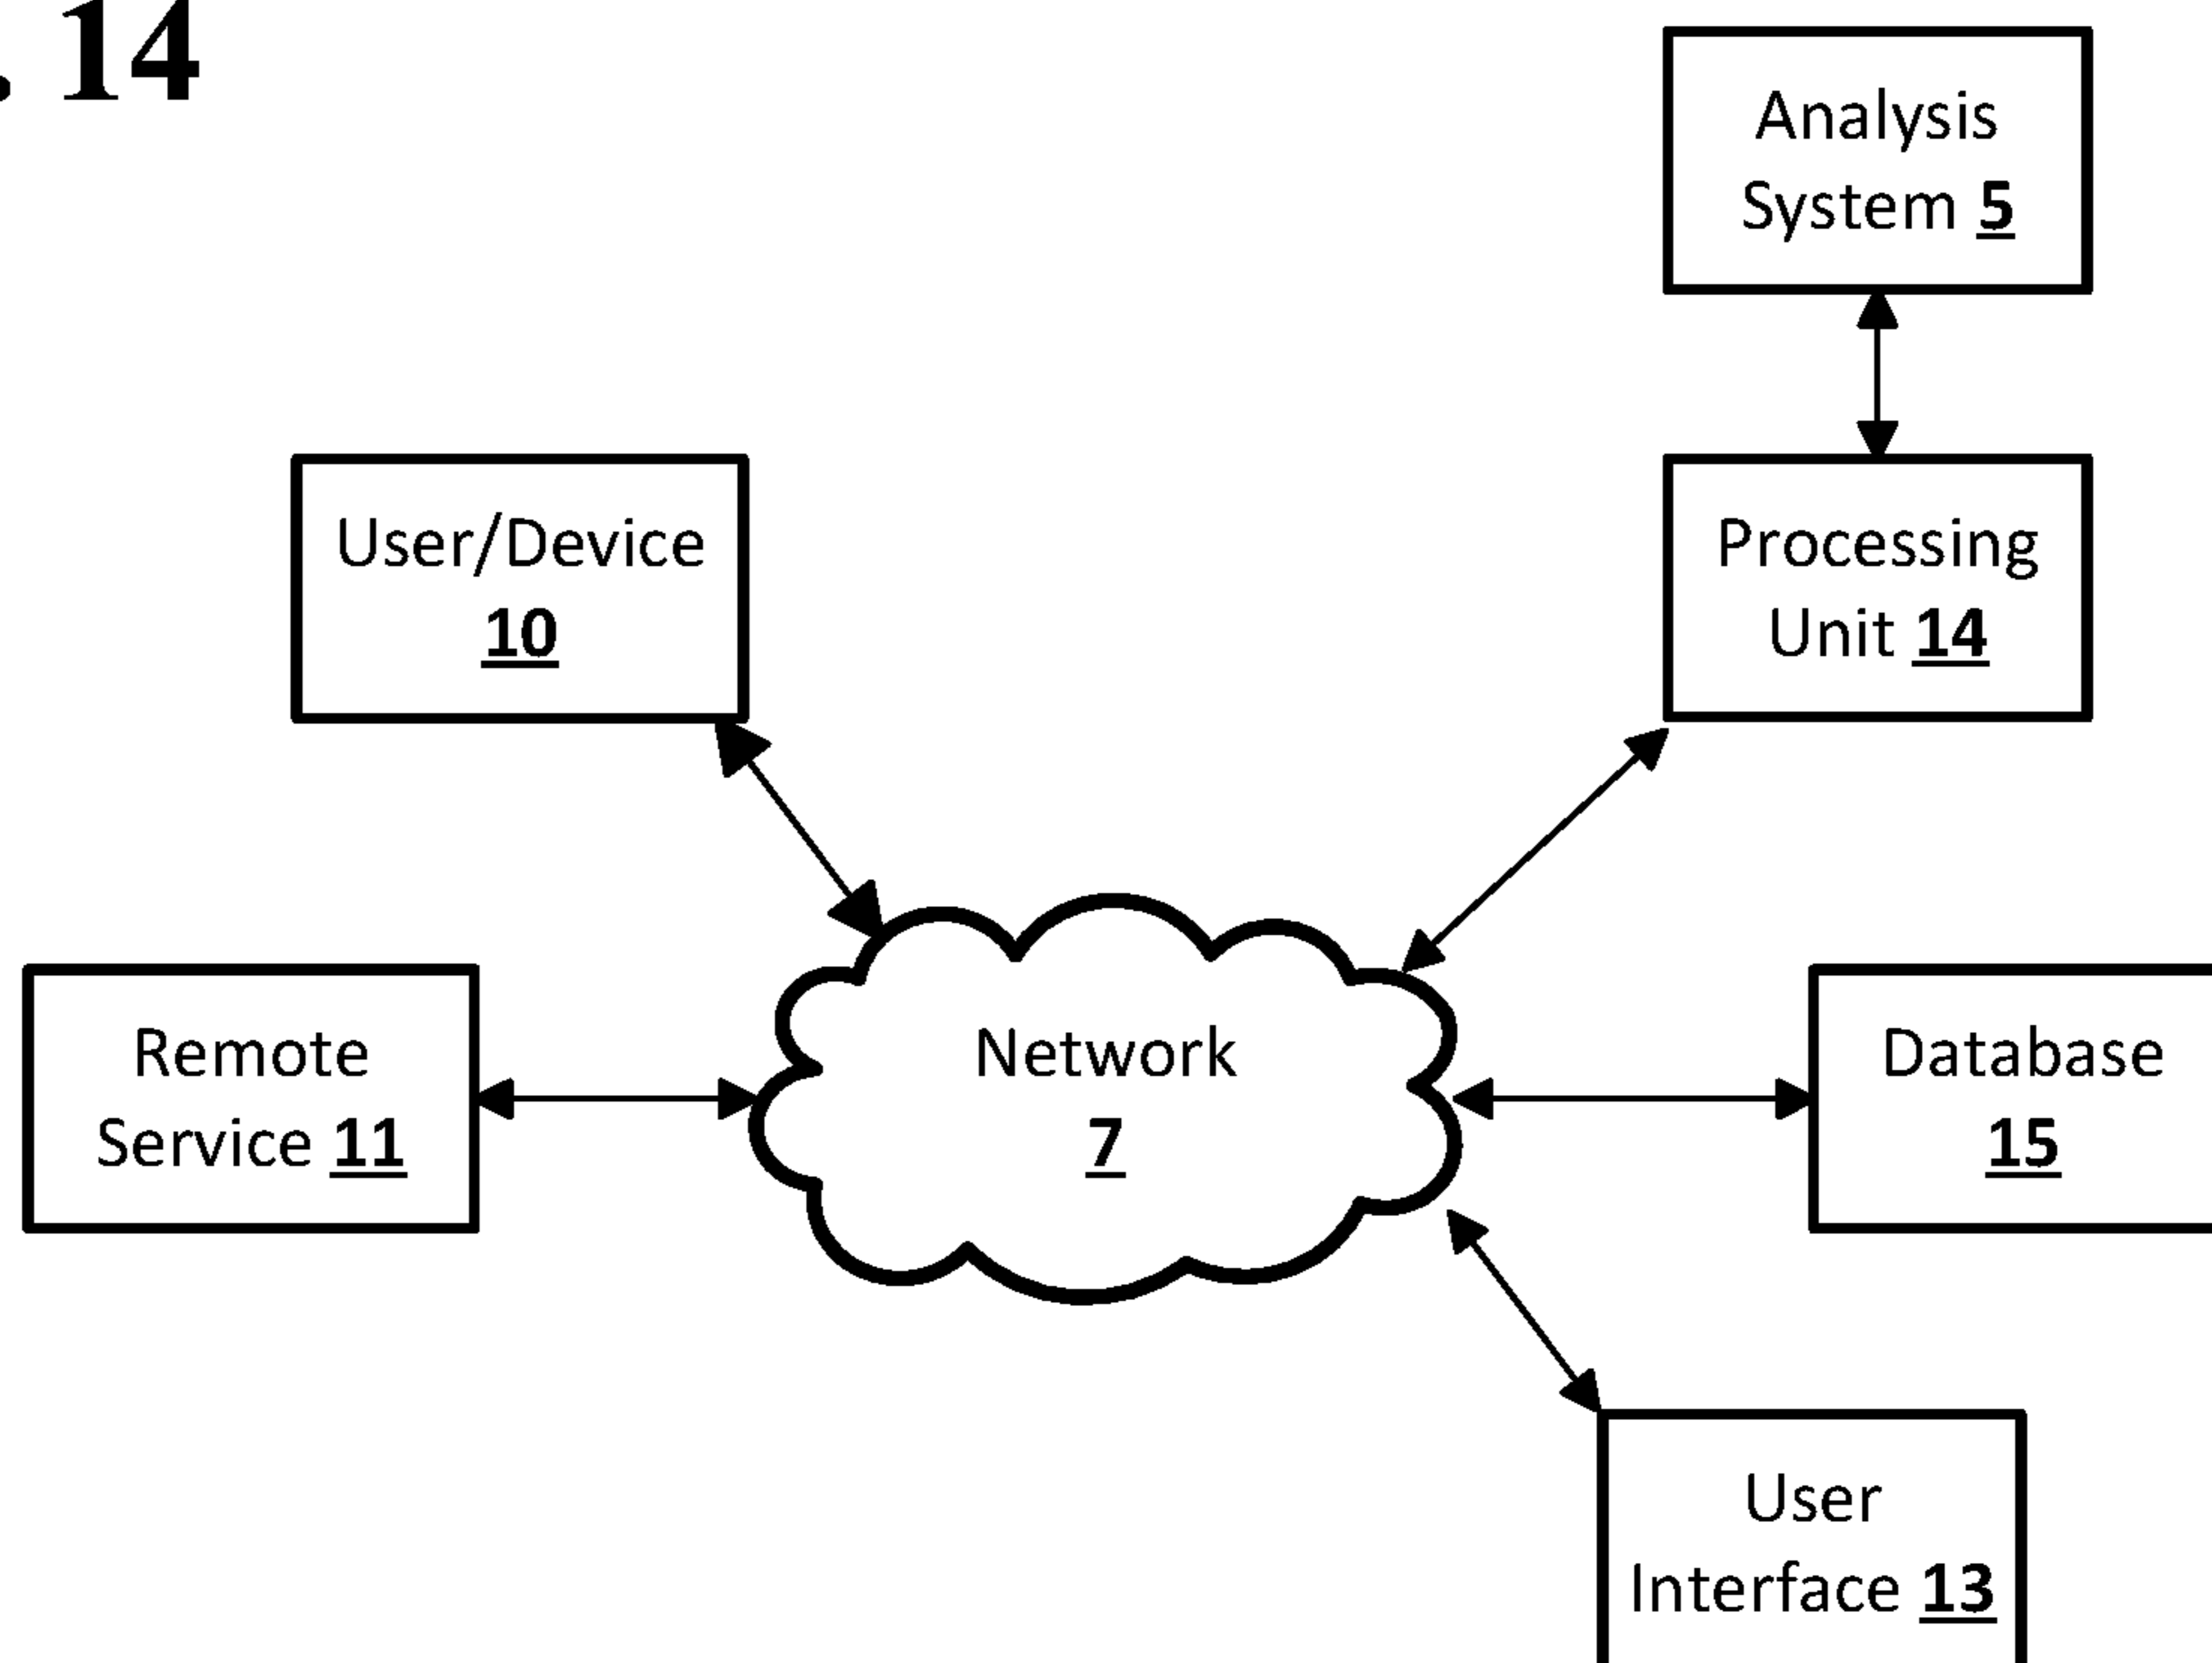 . 14
Analysis
System 5
User/Device
10
Processing
Unit 14
Remote
Service 11
Network
7
Database
15
User
Interface 13